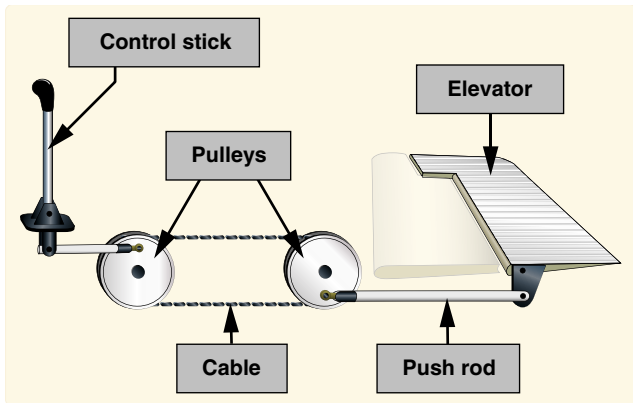 Control stick
Elevator
Pulleys
Cable
Push rod